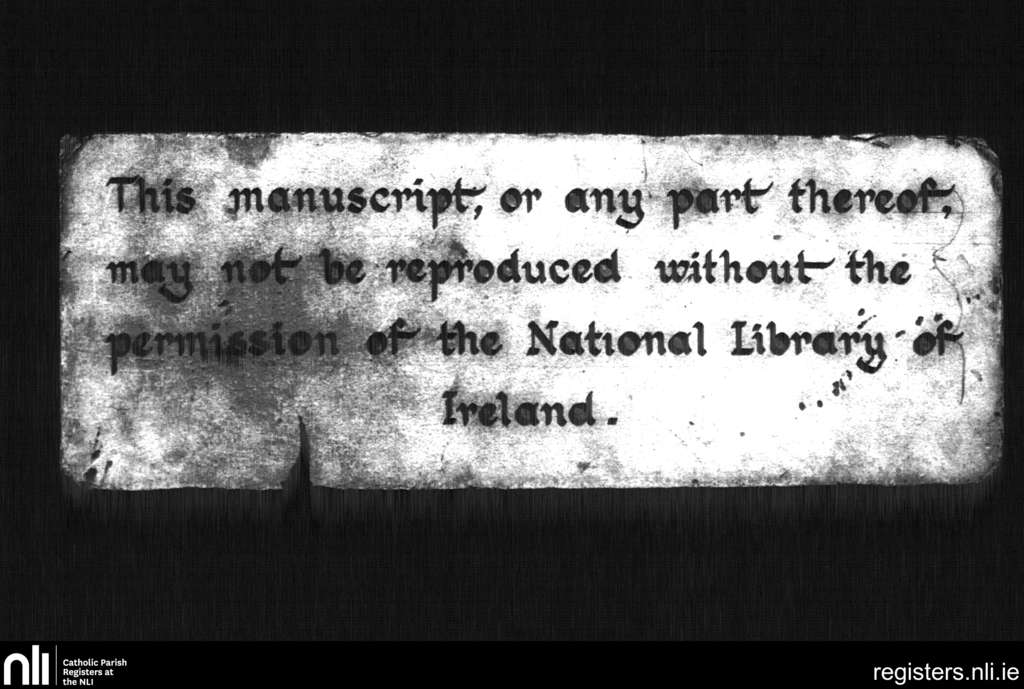 This manuscript, or any part thereof,
may not be reproduced without the
permission of the National Library of
Ireland.
nli
Catholic Parish
Registers at
the NLI
registers.nli.ie